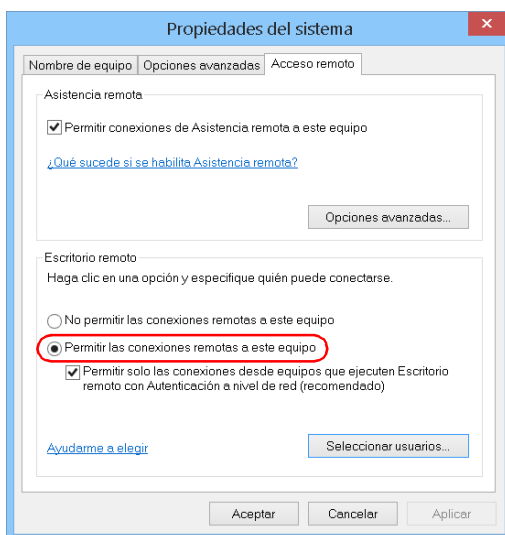 Propiedades del sistema
Nombre de equipo Opciones avanzadas Acceso remoto
Asistencia remota
Permitir conexiones de Asistencia remota a este equipo
¿Qué sucede si se habilita Asistencia remota?
Opciones avanzadas...
Escritorio remoto
Haga clic en una opción y especifique quién puede conectarse.
No permitir las conexiones remotas a este equipo
Permitir las conexiones remotas a este equipo
Permitir solo las conexiones desde equipos que ejecuten Escritorio
remoto con Autenticación a nivel de red (recomendado)
Ayudarme a elegir
Seleccionar usuarios...
Aceptar Cancelar Aplicar